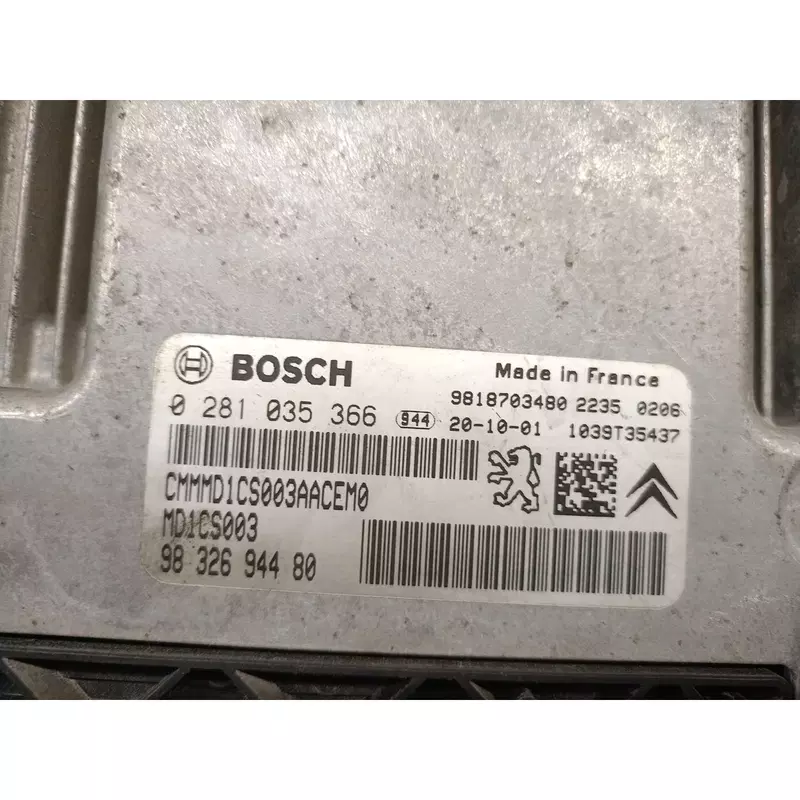 BOSCH Made in France
9818703480 2235 0206
0 281 035 366 944 20-10-01 1039T35437
CMMMD1CS003AACEM0
MD1CS003
98 326 944 80